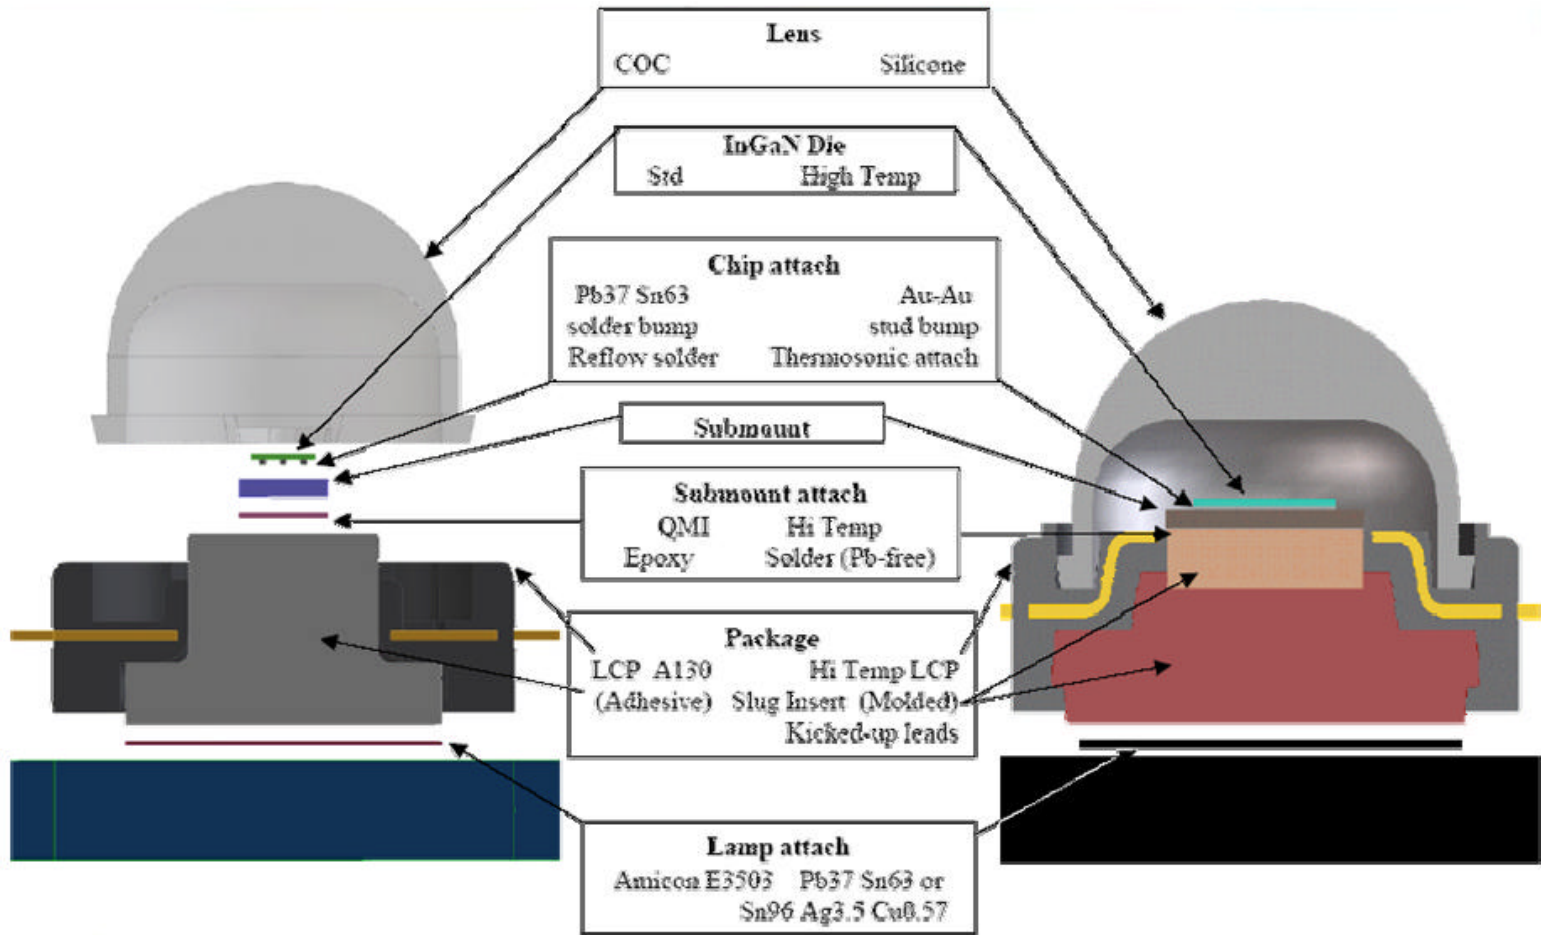 Lens
COC Silicone
InGaN Die
Std High Temp
Chip attach
Pb37 Sn63 Au-Au
solder bump stud bump
Reflow solder Thermosonic attach
Submount
Submount attach
QMI Hi Temp
Epoxy Solder (Pb-free)
Package
LCP A130 Hi Temp LCP
(Adhesive) Slug Insert (Molded)
Kicked-up leads
Lamp attach
Amicon E3503 Pb37 Sn63 or
Sn96 Ag3.5 Cu0.57